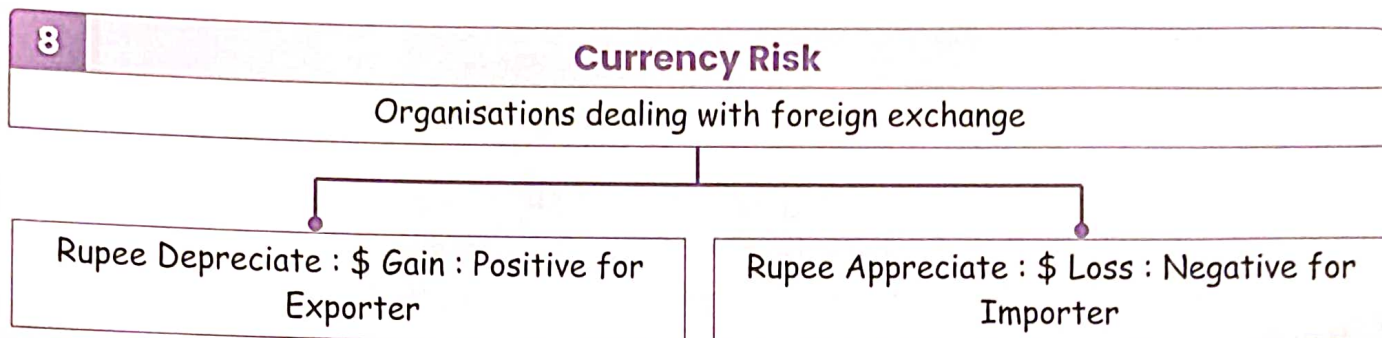 8
Currency Risk
Organisations dealing with foreign exchange
Rupee Depreciate : $ Gain : Positive for
Exporter
Rupee Appreciate : $ Loss : Negative for
Importer